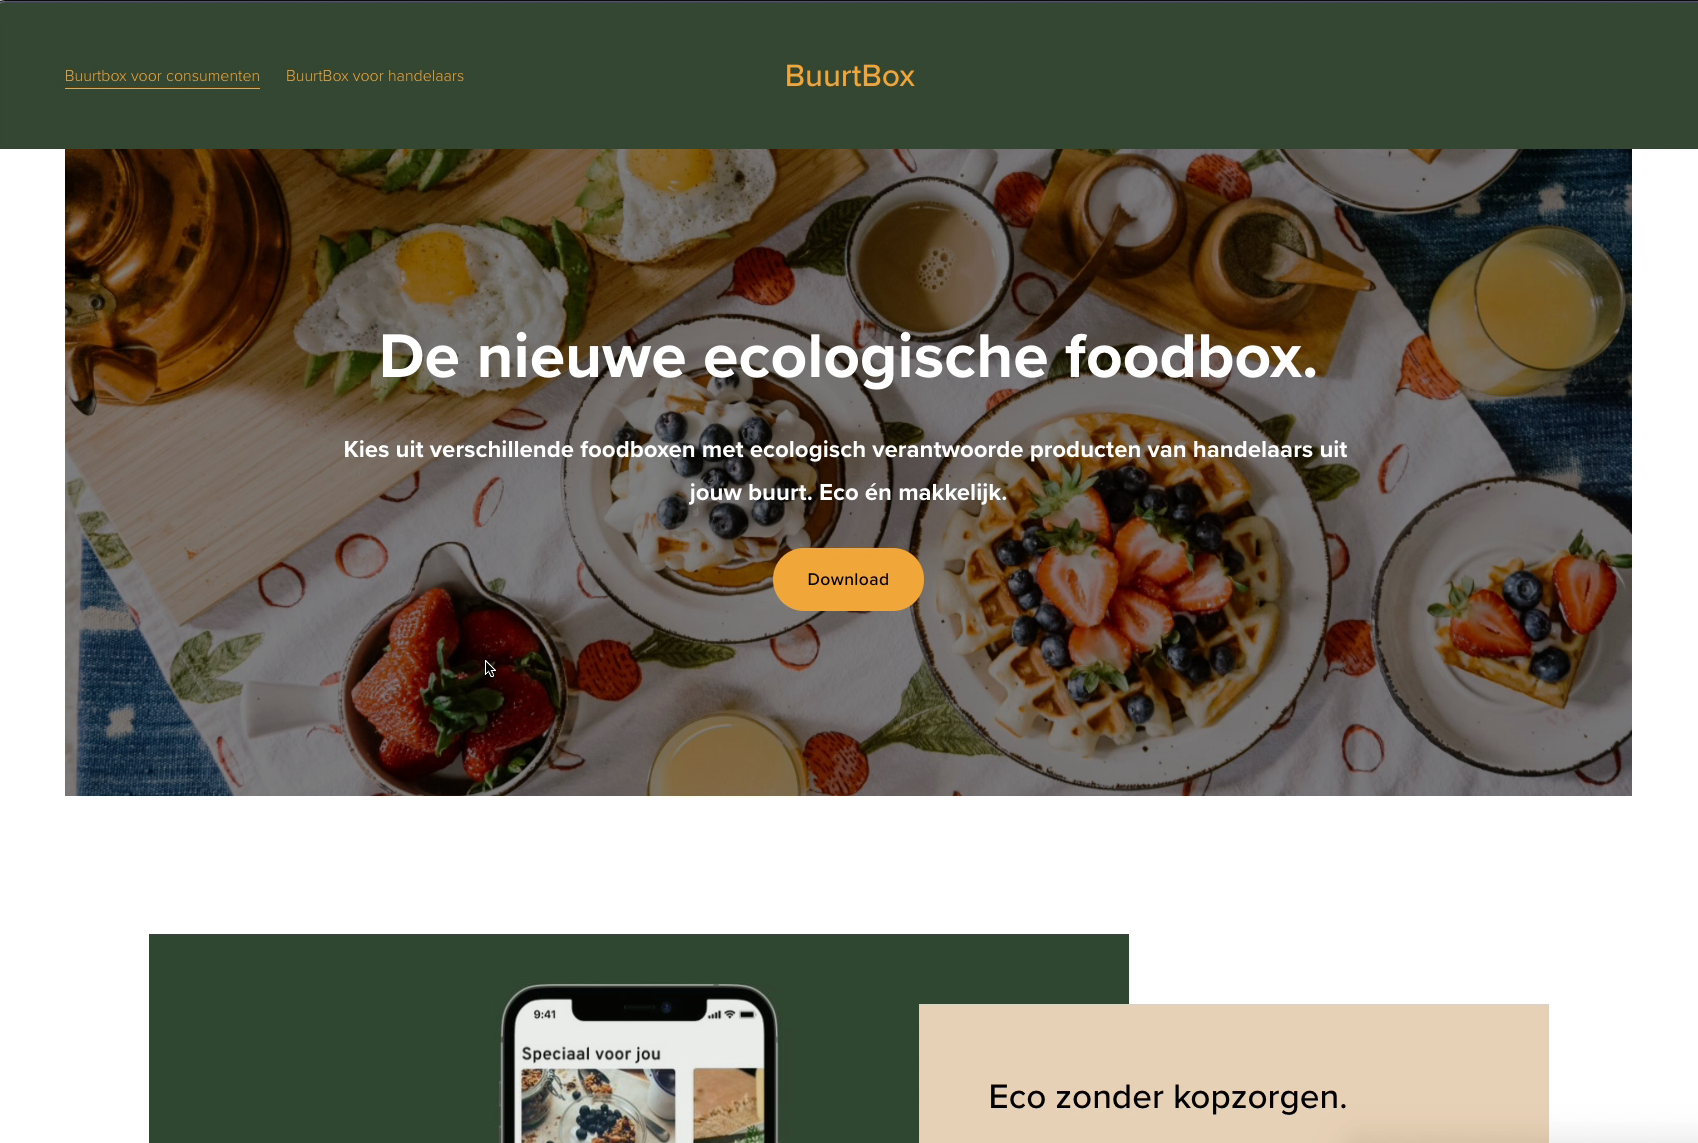 Buurtbox voor consumenten
BuurtBox voor handelaars
BuurtBox
De nieuwe ecologische foodbox.
Kies uit verschillende foodboxen met ecologisch verantwoorde producten van handelaars uit
jouw buurt. Eco én makkelijk.
Download
9:41
Speciaal voor jou
Eco zonder kopzorgen.